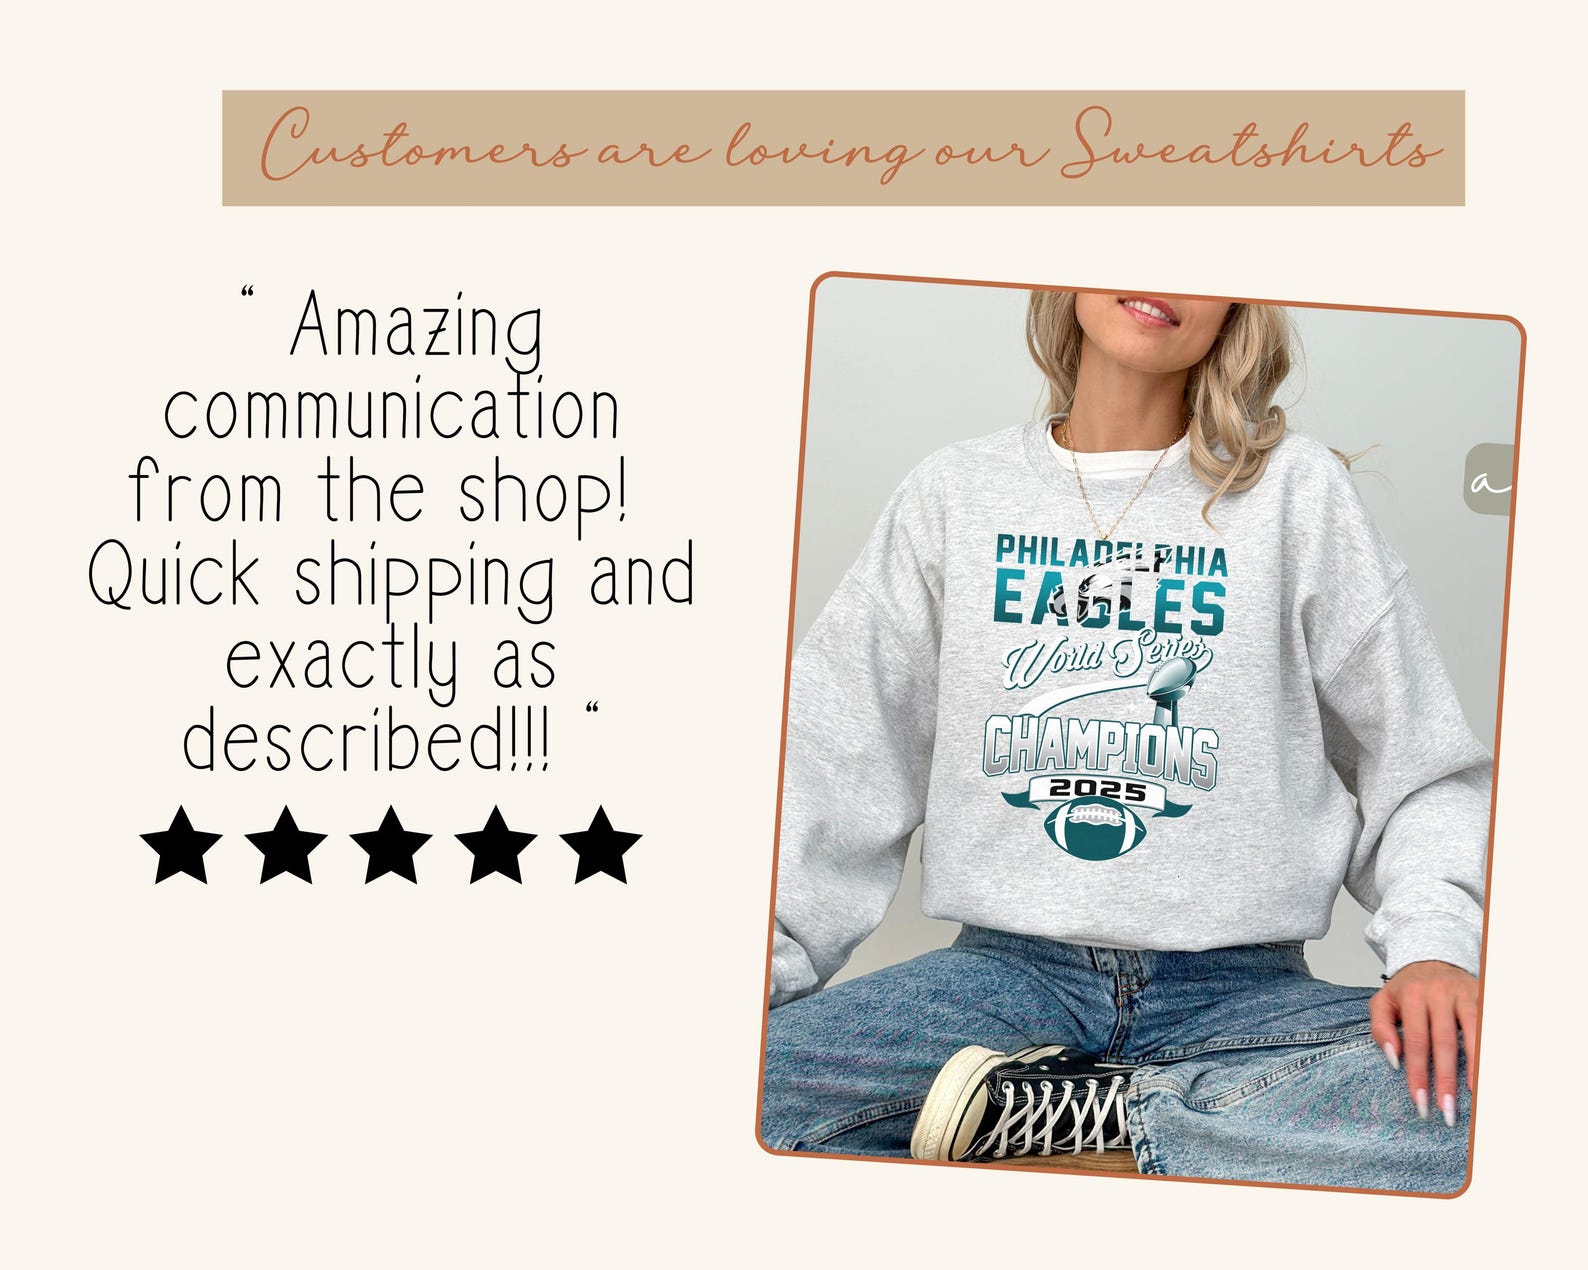 Customers are loving our Sweatshirts
“ Amazing
communication
from the shop!
Quick shipping and
exactly as
described!!! “
a
PHILADELPHIA
EAGLES
World Series
CHAMPIONS
2025